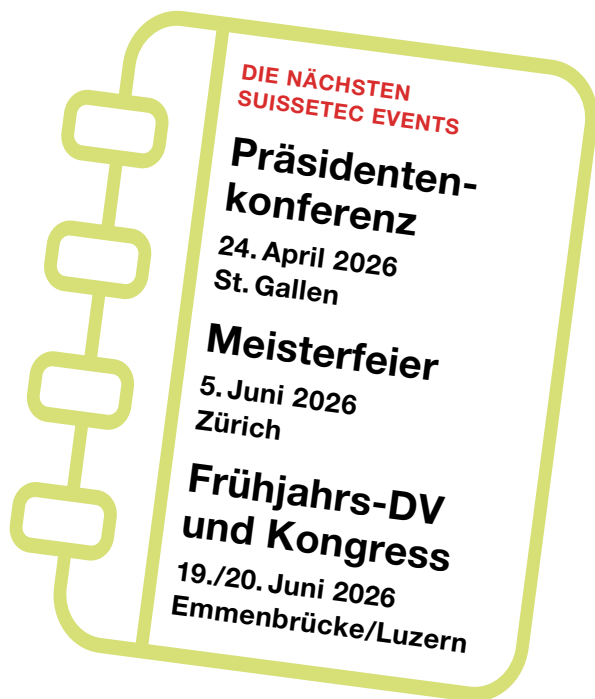 DIE NÄCHSTEN
SUISSETEC EVENTS
Präsidenten-
konferenz
24. April 2026
St. Gallen
Meisterfeier
5. Juni 2026
Zürich
Frühjahrs-DV
und Kongress
19./20. Juni 2026
Emmenbrücke/Luzern